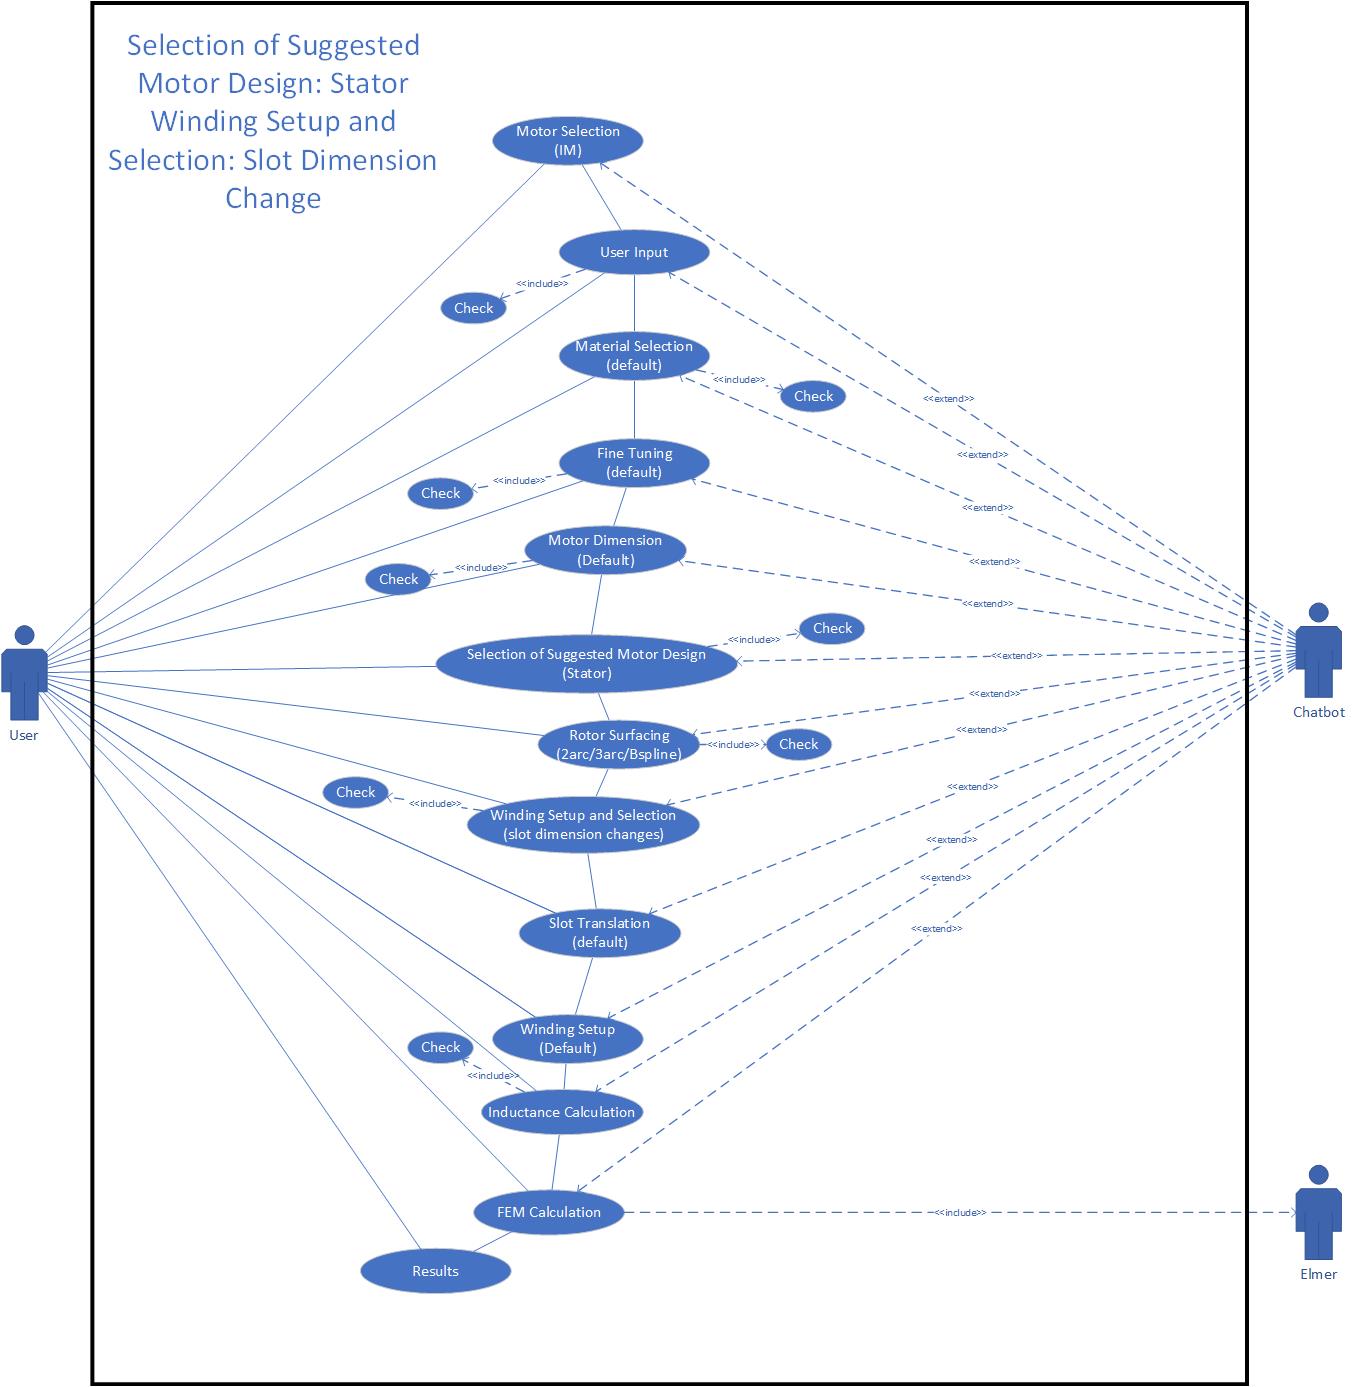 Selection of Suggested
Motor Design: Stator
Winding Setup and
Selection: Slot Dimension
Change
Motor Selection
(IM)
User Input
<<include>>
Check
Material Selection
(default)
<<include>>
Check
<<extend>>
<<extend>>
Fine Tuning
(default)
<<include>>
Check
<<extend>>
Motor Dimension
(Default)
<<include>>
Check
<<extend>>
<<extend>>
Selection of Suggested Motor Design
(Stator)
<<include>>
Check
<<extend>>
User
Chatbot
<<extend>>
Rotor Surfacing
(2arc/3arc/Bspline)
<<include>>
Check
<<extend>>
Check
<<include>>
Winding Setup and Selection
(slot dimension changes)
<<extend>>
<<extend>>
<<extend>>
Slot Translation
(default)
<<extend>>
Winding Setup
(Default)
Check
<<include>>
Inductance Calculation
FEM Calculation
<<include>>
Results
Elmer